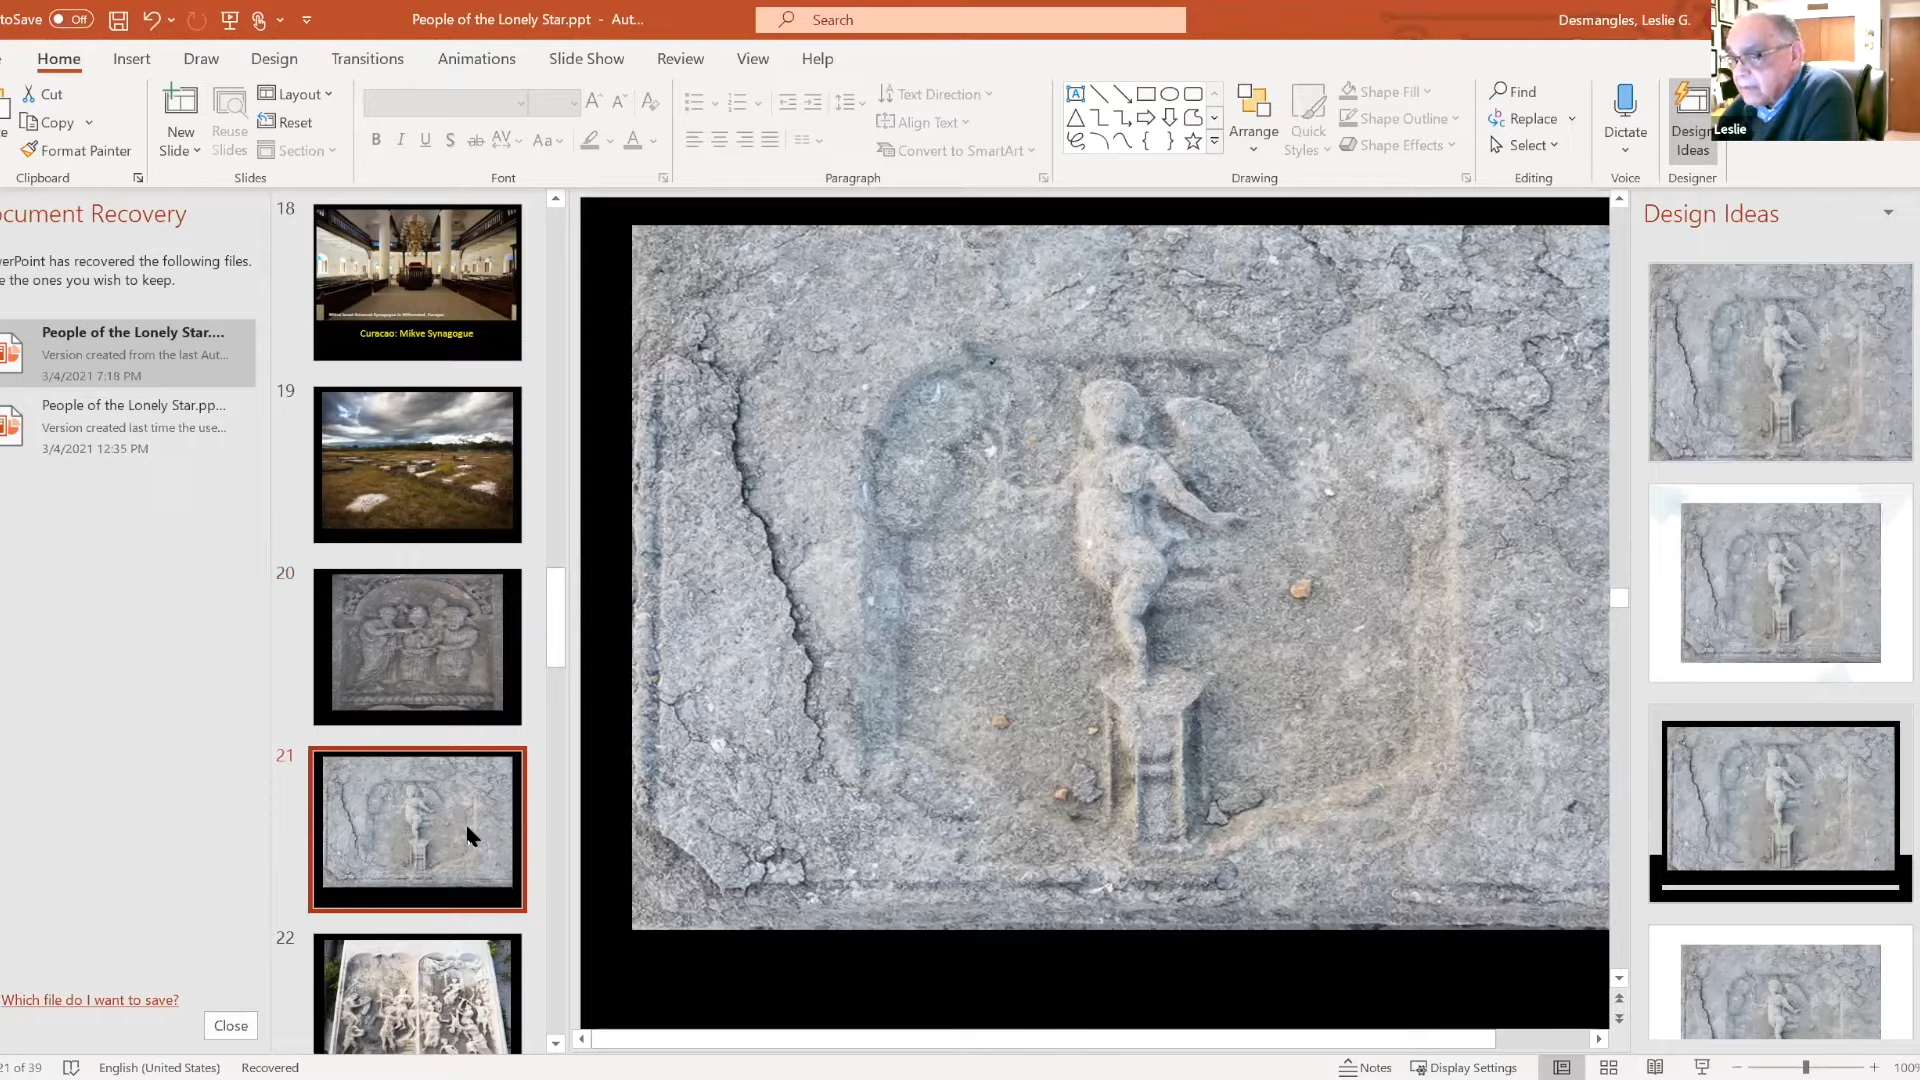 toSave Off People of the Lonely Star.ppt - Aut... Search Desmangles, Leslie G.
Home Insert Draw Design Transitions Animations Slide Show Review View Help
Cut
Copy
Format Painter
Clipboard
New Slide
Reuse Slides
Layout
Reset
Section
Slides
B I U S ab AV Aa A
Font
Text Direction
Align Text
Convert to SmartArt
Paragraph
Arrange
Quick Styles
Shape Fill
Shape Outline
Shape Effects
Drawing
Find
Replace
Select
Editing
Dictate
Voice
Design Ideas
Designer
Leslie
ocument Recovery
werPoint has recovered the following files.
e the ones you wish to keep.
People of the Lonely Star....
Version created from the last Aut...
3/4/2021 7:18 PM
People of the Lonely Star.pp...
Version created last time the use...
3/4/2021 12:35 PM
Which file do I want to save?
Close
18
Curacao: Mikve Synagogue
19
20
21
22
Design Ideas
21 of 39 English (United States) Recovered Notes Display Settings 100%